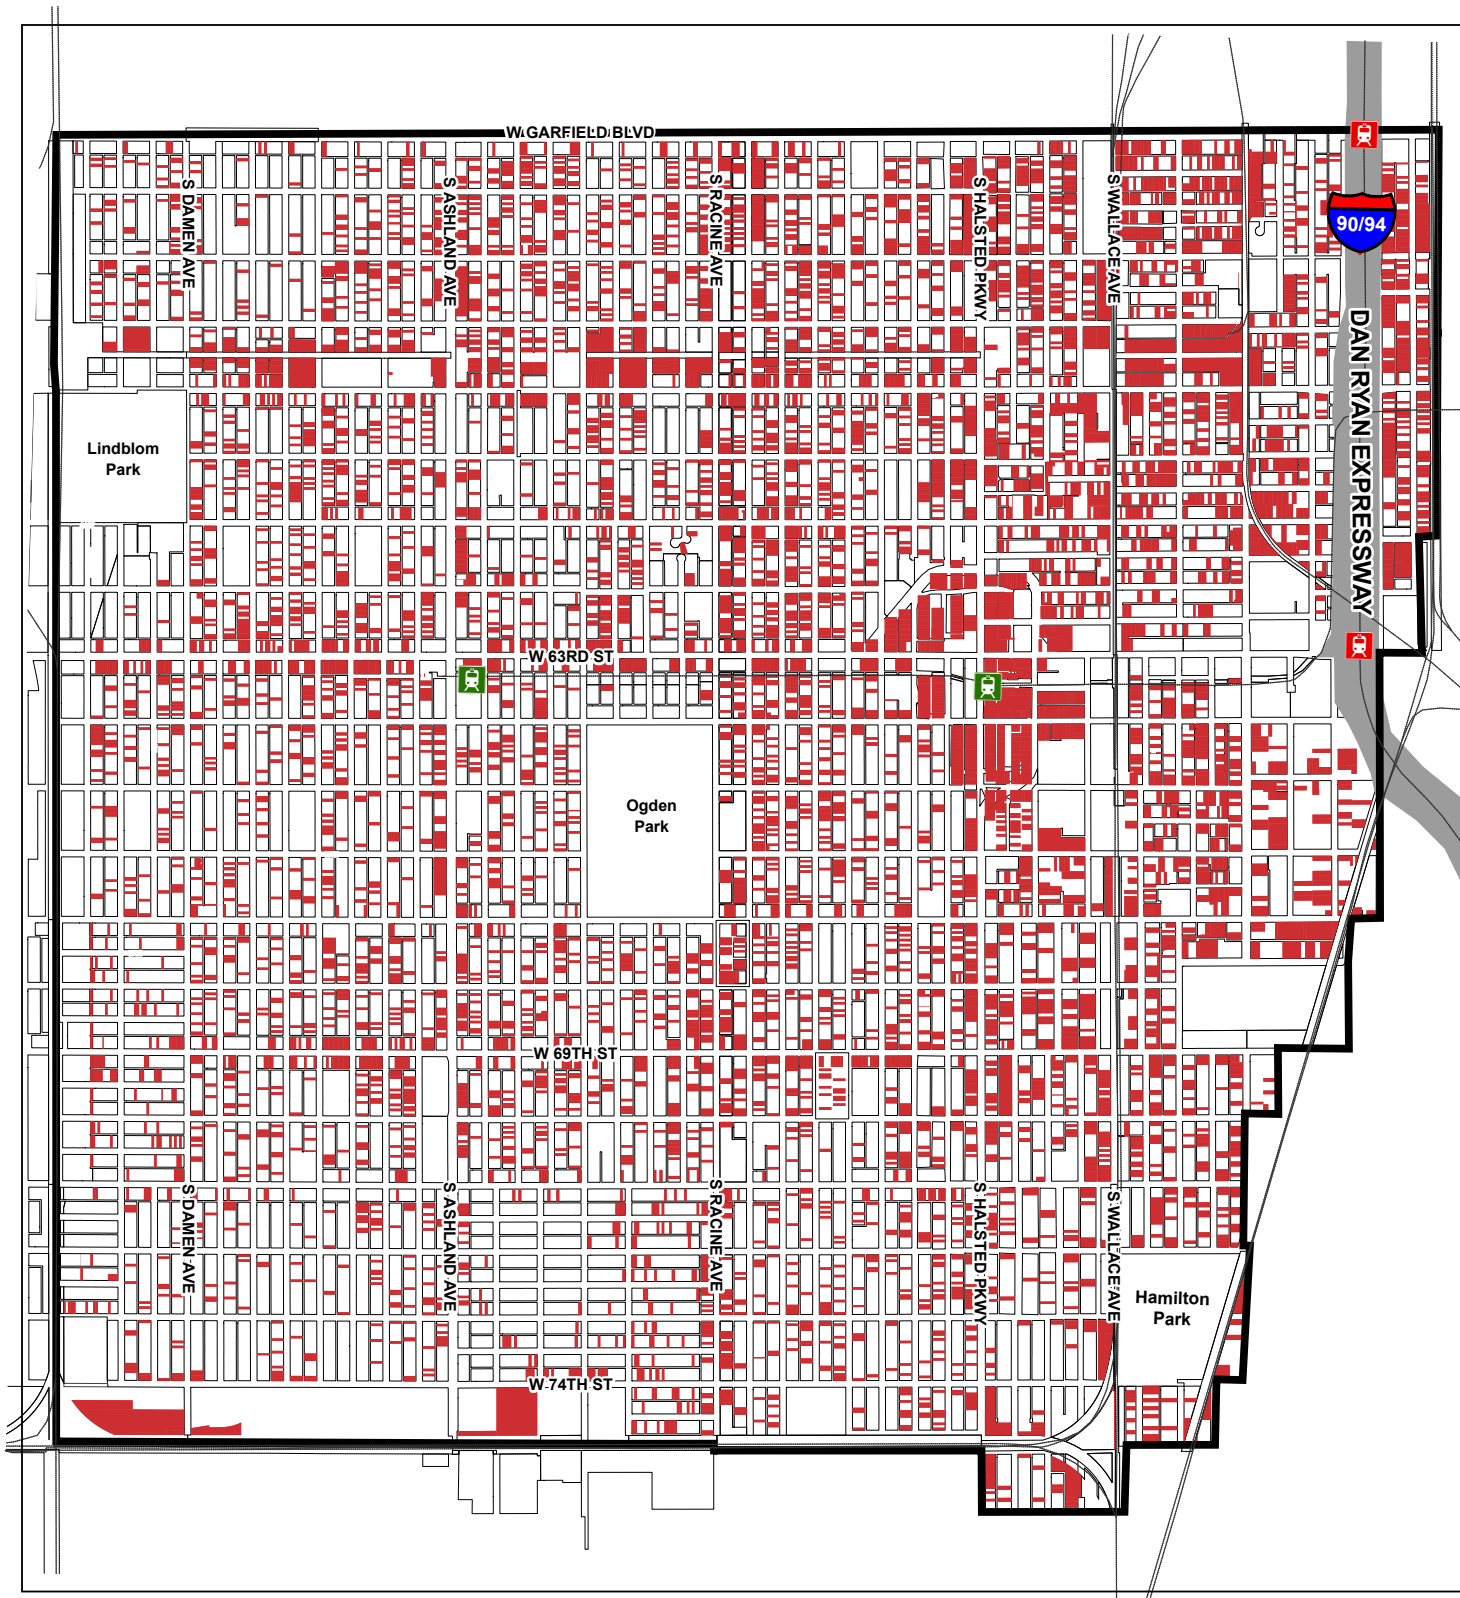 W GARFIELD BLVD
S DAMEN AVE
S ASHLAND AVE
S RACINE AVE
S HALSTED PKWY
S WALLACE AVE
90/94
DAN RYAN EXPRESSWAY
Lindblom
Park
W 63RD ST
Ogden
Park
W 69TH ST
S DAMEN AVE
S ASHLAND AVE
S RACINE AVE
S HALSTED PKWY
S WALLACE AVE
Hamilton
Park
W 74TH ST